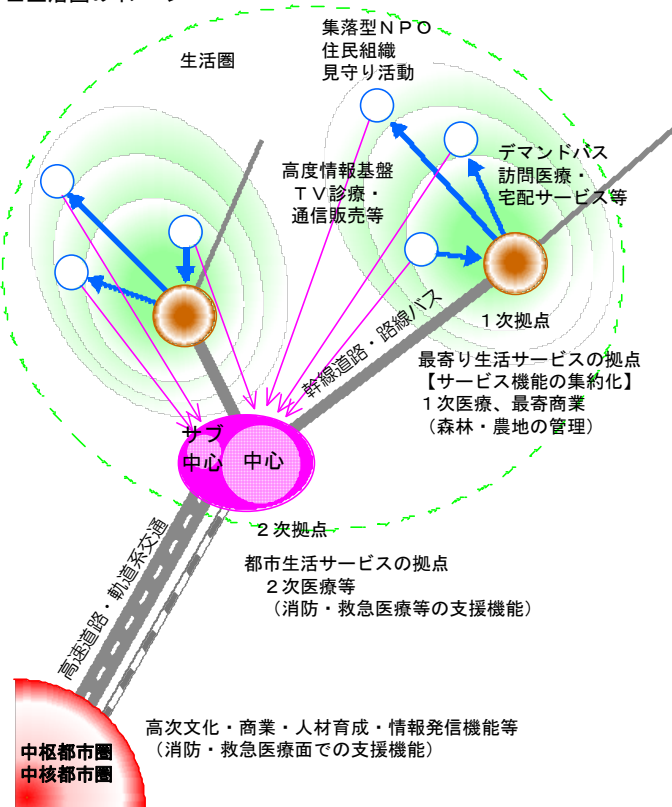 生活圏
集落型ＮＰＯ
住民組織
見守り活動
デマンドバス
訪問医療・
宅配サービス等
高度情報基盤
ＴＶ診療・
通信販売等
１次拠点
幹線道路・路線バス
最寄り生活サービスの拠点
【サービス機能の集約化】
１次医療、最寄商業
（森林・農地の管理）
サブ
中心
中心
２次拠点
都市生活サービスの拠点
２次医療等
（消防・救急医療等の支援機能）
高速道路・軌道系交通
高次文化・商業・人材育成・情報発信機能等
（消防・救急医療面での支援機能）
中枢都市圏
中核都市圏